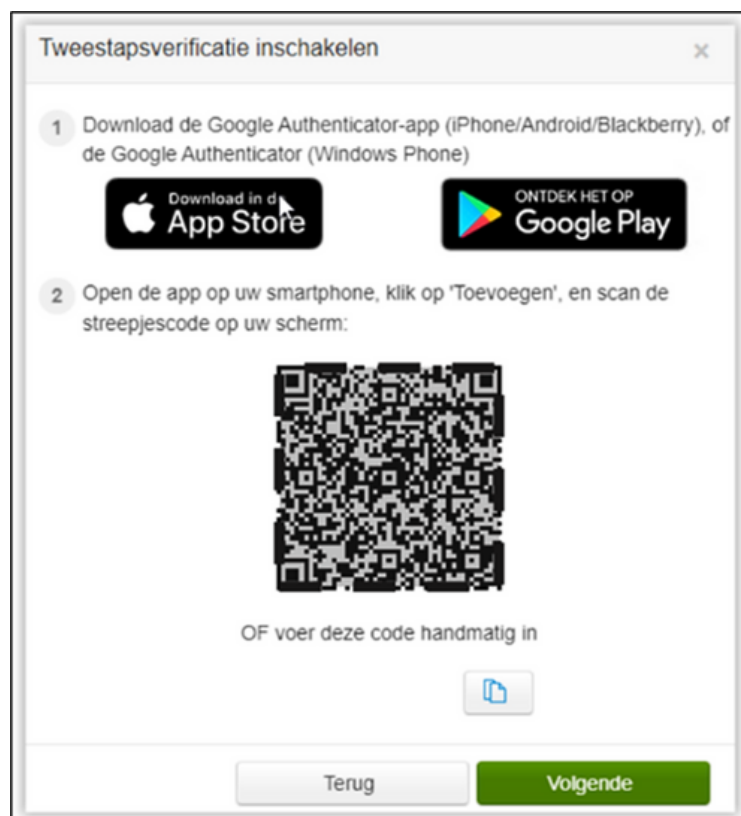 Tweestapsverificatie inschakelen
1 Download de Google Authenticator-app (iPhone/Android/Blackberry), of
de Google Authenticator (Windows Phone)
Download in d
App Store
ONTDEK HET OP
Google Play
2 Open de app op uw smartphone, klik op 'Toevoegen', en scan de
streepjescode op uw scherm:
OF voer deze code handmatig in
Terug
Volgende